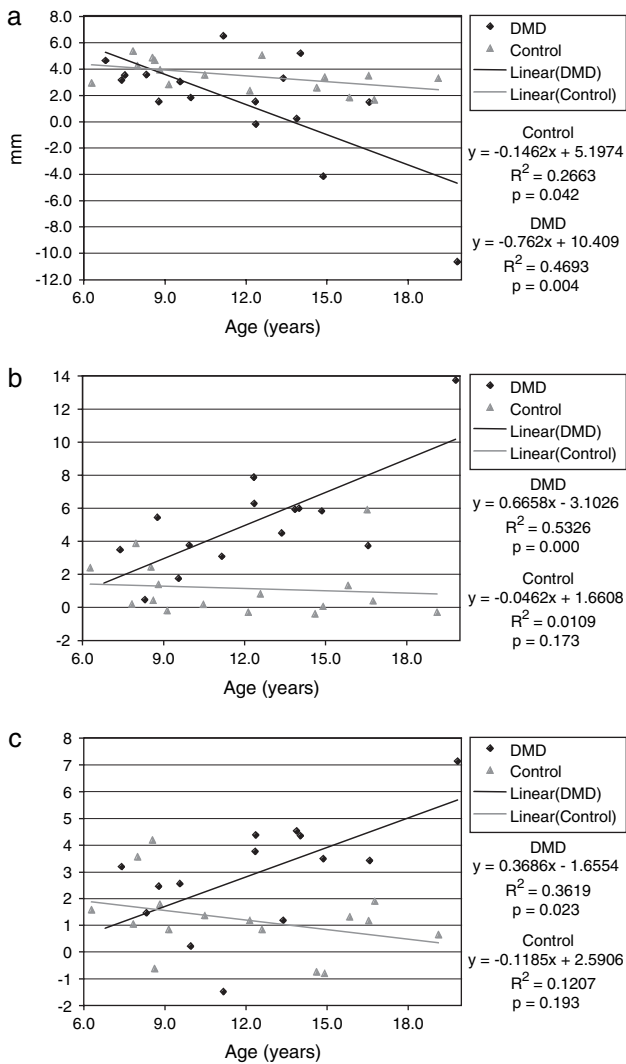 a
8.0
6.0
4.0
2.0
0.0
-2.0
-4.0
-6.0
-8.0
-10.0
-12.0
mm
6.0 9.0 12.0 15.0 18.0
Age (years)
DMD
Control
Linear(DMD)
Linear(Control)
Control
y = -0.1462x + 5.1974
R² = 0.2663
p = 0.042
DMD
y = -0.762x + 10.409
R² = 0.4693
p = 0.004
b
14
12
10
8
6
4
2
0
-2
6.0 9.0 12.0 15.0 18.0
Age (years)
DMD
Control
Linear(DMD)
Linear(Control)
DMD
y = 0.6658x - 3.1026
R² = 0.5326
p = 0.000
Control
y = -0.0462x + 1.6608
R² = 0.0109
p = 0.173
c
8
7
6
5
4
3
2
1
0
-1
-2
6.0 9.0 12.0 15.0 18.0
Age (years)
DMD
Control
Linear(DMD)
Linear(Control)
DMD
y = 0.3686x - 1.6554
R² = 0.3619
p = 0.023
Control
y = -0.1185x + 2.5906
R² = 0.1207
p = 0.193